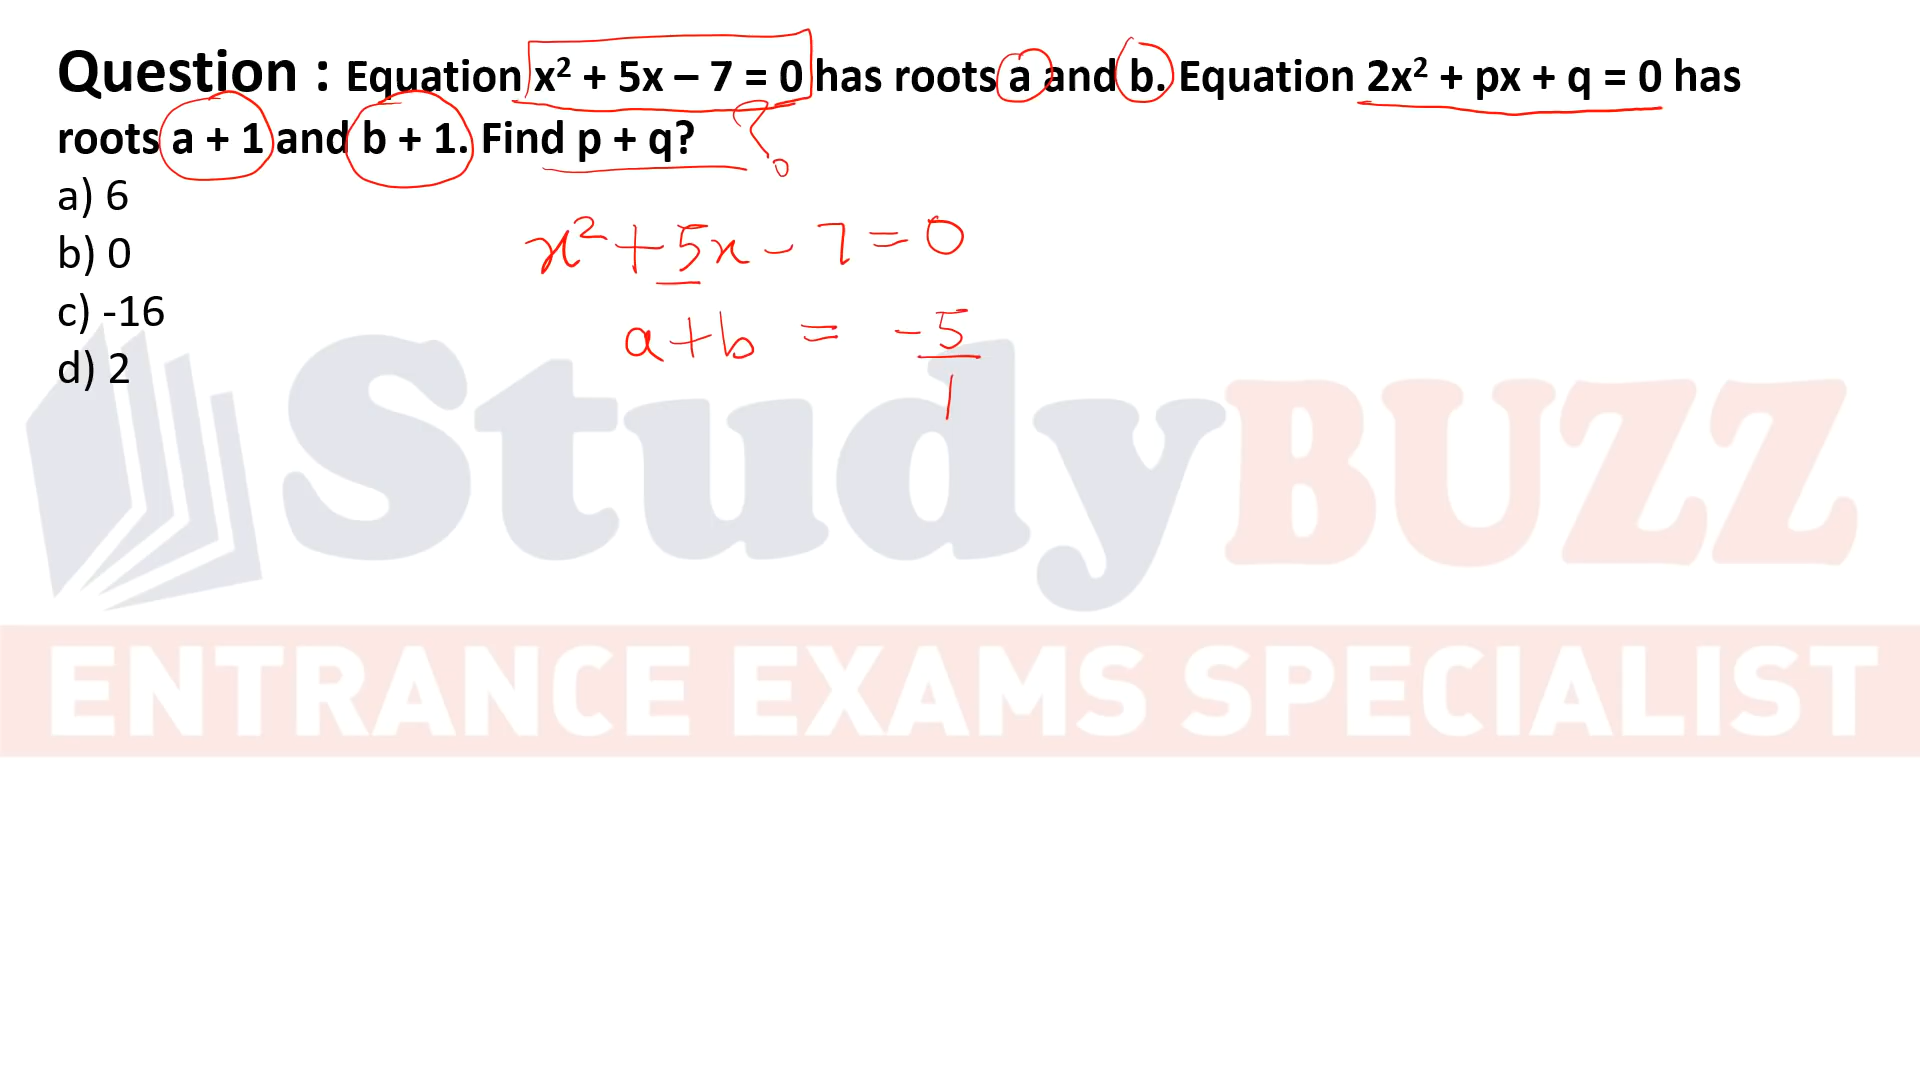 Question : Equation x² + 5x – 7 = 0 has roots a and b. Equation 2x² + px + q = 0 has
roots a + 1 and b + 1. Find p + q?
?
a) 6
b) 0
c) -16
d) 2
x² + 5x - 7 = 0
a + b = -5
1
StudyBUZZ
ENTRANCE EXAMS SPECIALIST